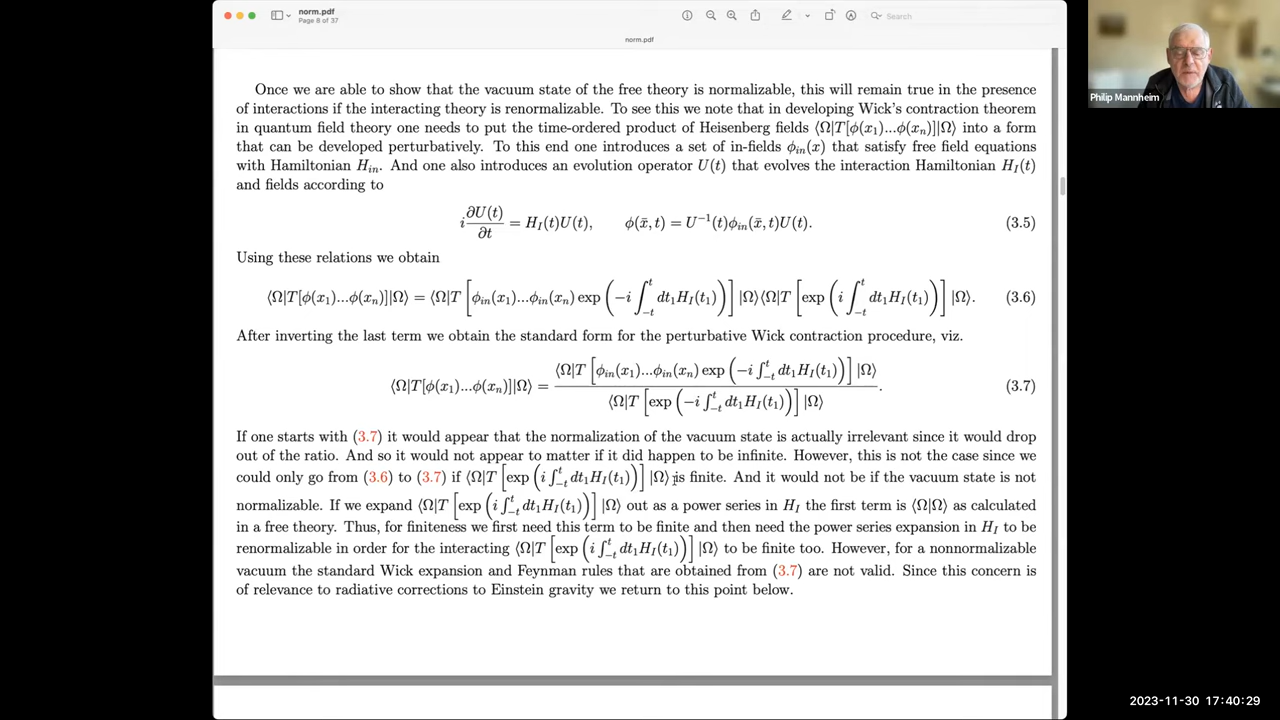 norm.pdf
Page 8 of 37
Search
norm.pdf
Philip Mannheim
Once we are able to show that the vacuum state of the free theory is normalizable, this will remain true in the presence
of interactions if the interacting theory is renormalizable. To see this we note that in developing Wick's contraction theorem
in quantum field theory one needs to put the time-ordered product of Heisenberg fields ⟨Ω|T[ϕ(x₁)...ϕ(xₙ)]|Ω⟩ into a form
that can be developed perturbatively. To this end one introduces a set of in-fields ϕ_{in}(x) that satisfy free field equations
with Hamiltonian H_{in}. And one also introduces an evolution operator U(t) that evolves the interaction Hamiltonian H_I(t)
and fields according to
i ∂U(t)/∂t = H_I(t)U(t), ϕ(x̄, t) = U⁻¹(t)ϕ_{in}(x̄, t)U(t). (3.5)
Using these relations we obtain
⟨Ω|T[ϕ(x₁)...ϕ(xₙ)]|Ω⟩ = ⟨Ω|T [ϕ_{in}(x₁)...ϕ_{in}(xₙ) exp (−i ∫_{−t}^{t} dt₁H_I(t₁))] |Ω⟩⟨Ω|T [exp (i ∫_{−t}^{t} dt₁H_I(t₁))] |Ω⟩. (3.6)
After inverting the last term we obtain the standard form for the perturbative Wick contraction procedure, viz.
⟨Ω|T[ϕ(x₁)...ϕ(xₙ)]|Ω⟩ = ⟨Ω|T [ϕ_{in}(x₁)...ϕ_{in}(xₙ) exp (−i ∫_{−t}^{t} dt₁H_I(t₁))] |Ω⟩ / ⟨Ω|T [exp (−i ∫_{−t}^{t} dt₁H_I(t₁))] |Ω⟩. (3.7)
If one starts with (3.7) it would appear that the normalization of the vacuum state is actually irrelevant since it would drop
out of the ratio. And so it would not appear to matter if it did happen to be infinite. However, this is not the case since we
could only go from (3.6) to (3.7) if ⟨Ω|T [exp (i ∫_{−t}^{t} dt₁H_I(t₁))] |Ω⟩ is finite. And it would not be if the vacuum state is not
normalizable. If we expand ⟨Ω|T [exp (i ∫_{−t}^{t} dt₁H_I(t₁))] |Ω⟩ out as a power series in H_I the first term is ⟨Ω|Ω⟩ as calculated
in a free theory. Thus, for finiteness we first need this term to be finite and then need the power series expansion in H_I to be
renormalizable in order for the interacting ⟨Ω|T [exp (i ∫_{−t}^{t} dt₁H_I(t₁))] |Ω⟩ to be finite too. However, for a nonnormalizable
vacuum the standard Wick expansion and Feynman rules that are obtained from (3.7) are not valid. Since this concern is
of relevance to radiative corrections to Einstein gravity we return to this point below.
2023-11-30 17:40:29